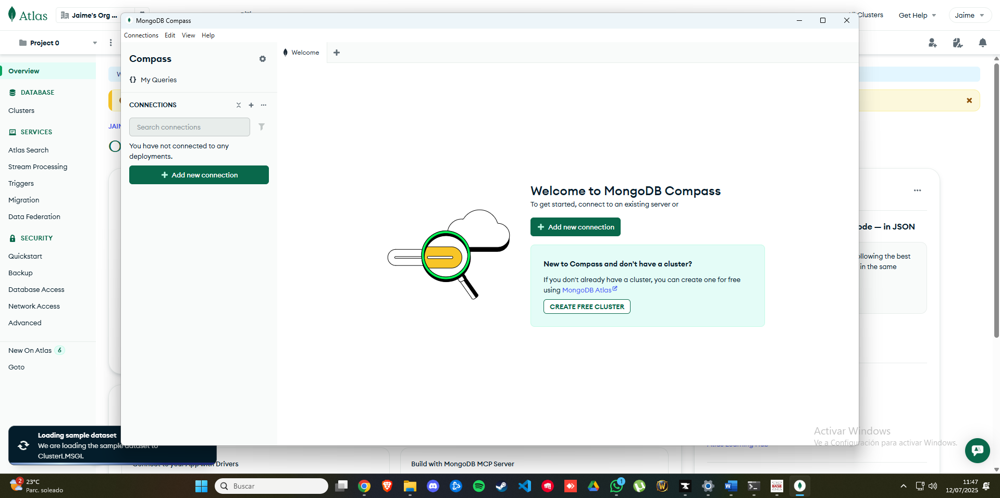 Atlas
Jaime's Org ...
Clusters
Get Help
Jaime
Project 0
MongoDB Compass
Connections
Edit
View
Help
Compass
My Queries
CONNECTIONS
Search connections
You have not connected to any
deployments.
+ Add new connection
Welcome
Welcome to MongoDB Compass
To get started, connect to an existing server or
+ Add new connection
New to Compass and don't have a cluster?
If you don't already have a cluster, you can create one for free
using MongoDB Atlas
CREATE FREE CLUSTER
Overview
DATABASE
Clusters
SERVICES
Atlas Search
Stream Processing
Triggers
Migration
Data Federation
SECURITY
Quickstart
Backup
Database Access
Network Access
Advanced
New On Atlas 6
Goto
W
JAIM
O
ode — in JSON
llowing the best
in the same
Loading sample dataset
We are loading the sample dataset to
ClusterLMSGI.
Connect to your App with Drivers
Build with MongoDB MCP Server
Atlas Learning Hub
Activar Windows
Ve a Configuración para activar Windows.
2
23°C
Parc. soleado
Buscar
1
BASE
11:47
12/07/2025